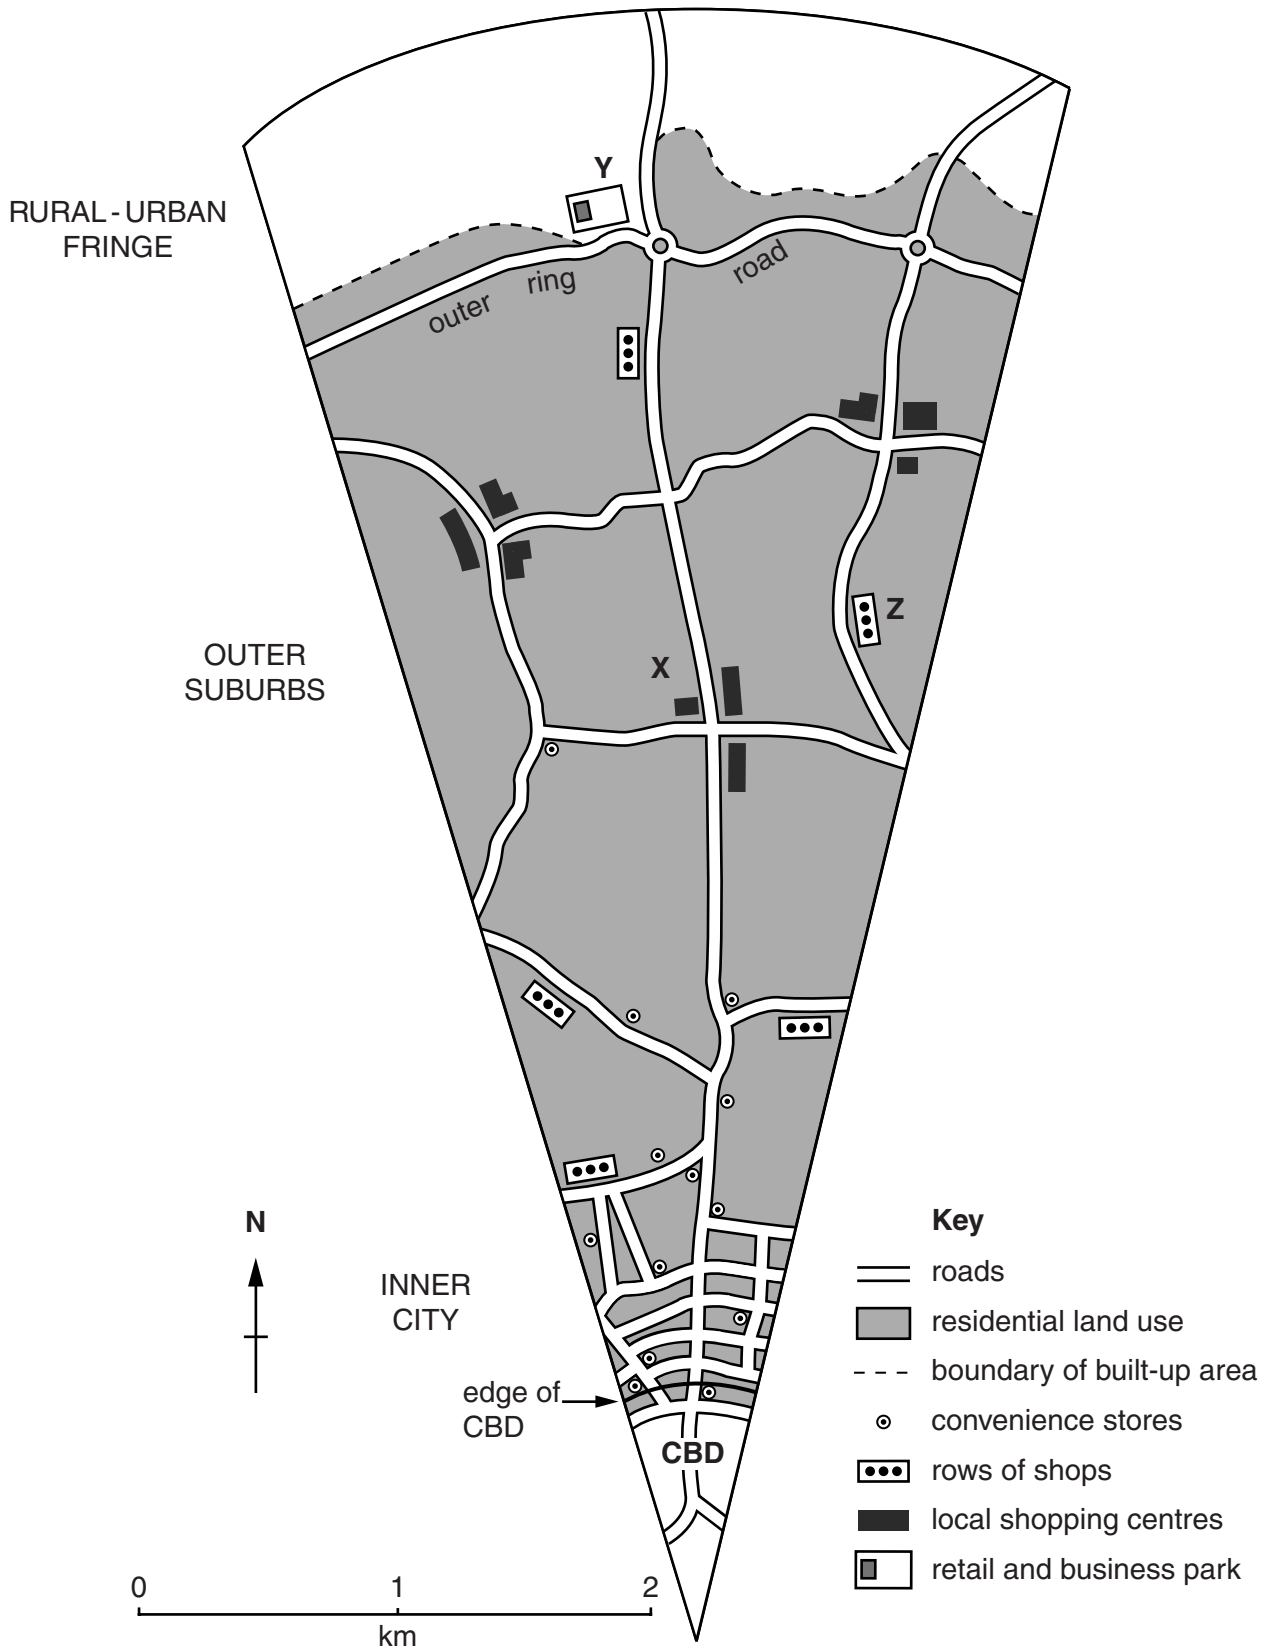 Y
RURAL - URBAN
FRINGE
outer ring road
Z
OUTER
SUBURBS
X
N
INNER
CITY
edge of
CBD
CBD
Key
roads
residential land use
boundary of built-up area
convenience stores
rows of shops
local shopping centres
retail and business park
0 1 2
km